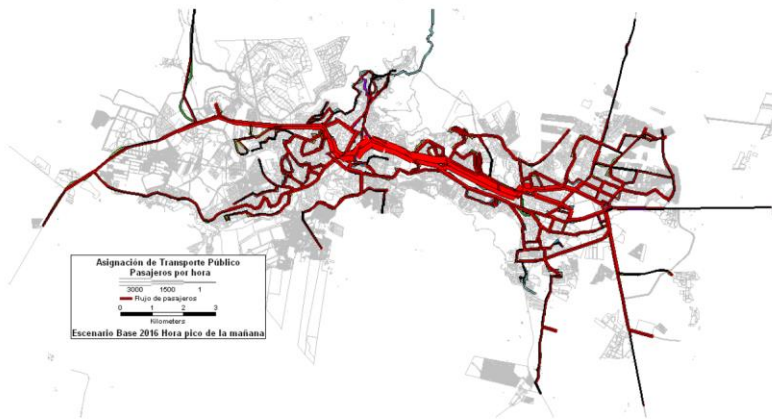 Asignación de Transporte Público
Pasajeros por hora
3000 1500 1
Flujo de pasajeros
0 1 2 3
Kilometers
Escenario Base 2016 Hora pico de la mañana